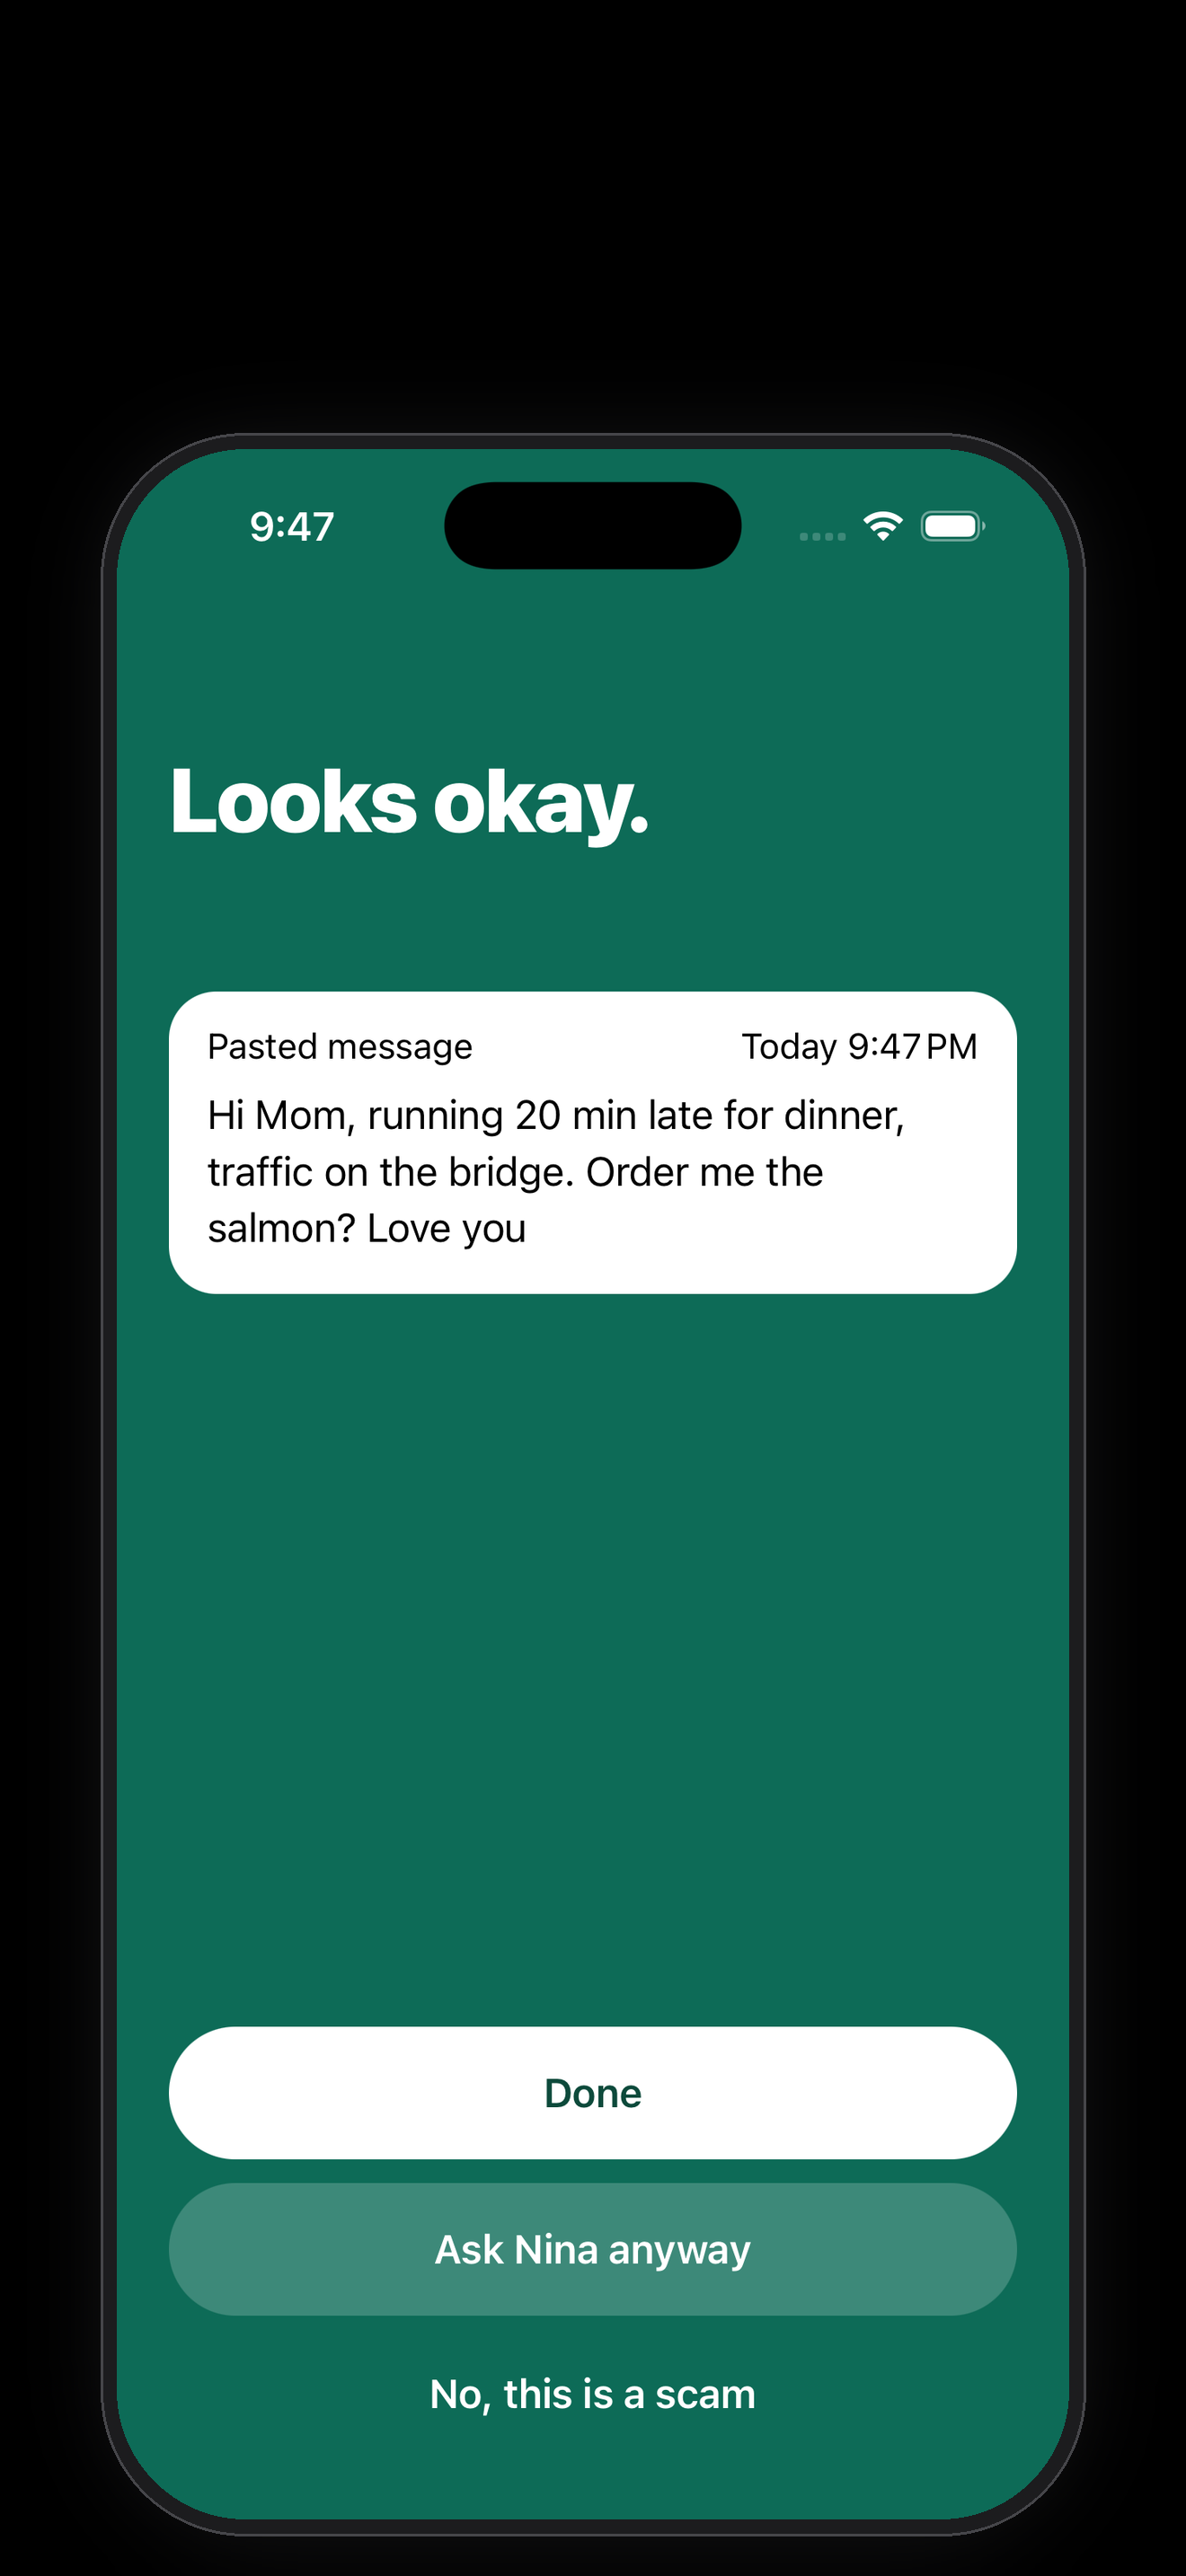 9:47
Looks okay.
Pasted message Today 9:47 PM
Hi Mom, running 20 min late for dinner,
traffic on the bridge. Order me the
salmon? Love you
Done
Ask Nina anyway
No, this is a scam